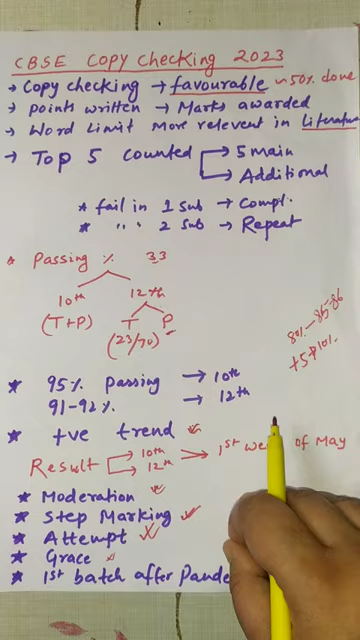 CBSE Copy Checking 2023
→ Copy checking → favourable ~ 50% done
→ points written → Marks awarded
→ Word Limit More relevent in Literature
→ Top 5 counted → 5 main
→ Additional
* fail in 1 Sub → Compt.
* " " 2 Sub → Repeat
* Passing % 33
10th 12th
(T+P) T P
(23/70)
80% - 85-86
+5% 10%
* 95% passing → 10th
91-92% → 12th
* +ve trend
Result → 10th → 1st of May
→ 12th
* Moderation
* Step Marking
* Attempt
* Grace
* 1st batch after